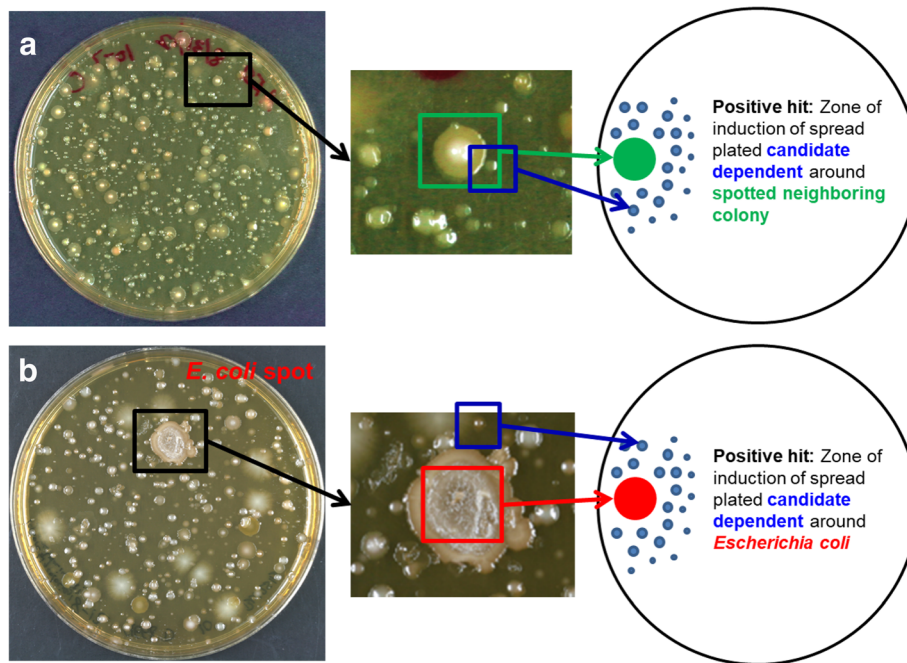 a
Positive hit: Zone of
induction of spread
plated candidate
dependent around
spotted neighboring
colony
b
E. coli spot
Positive hit: Zone of
induction of spread
plated candidate
dependent around
Escherichia coli